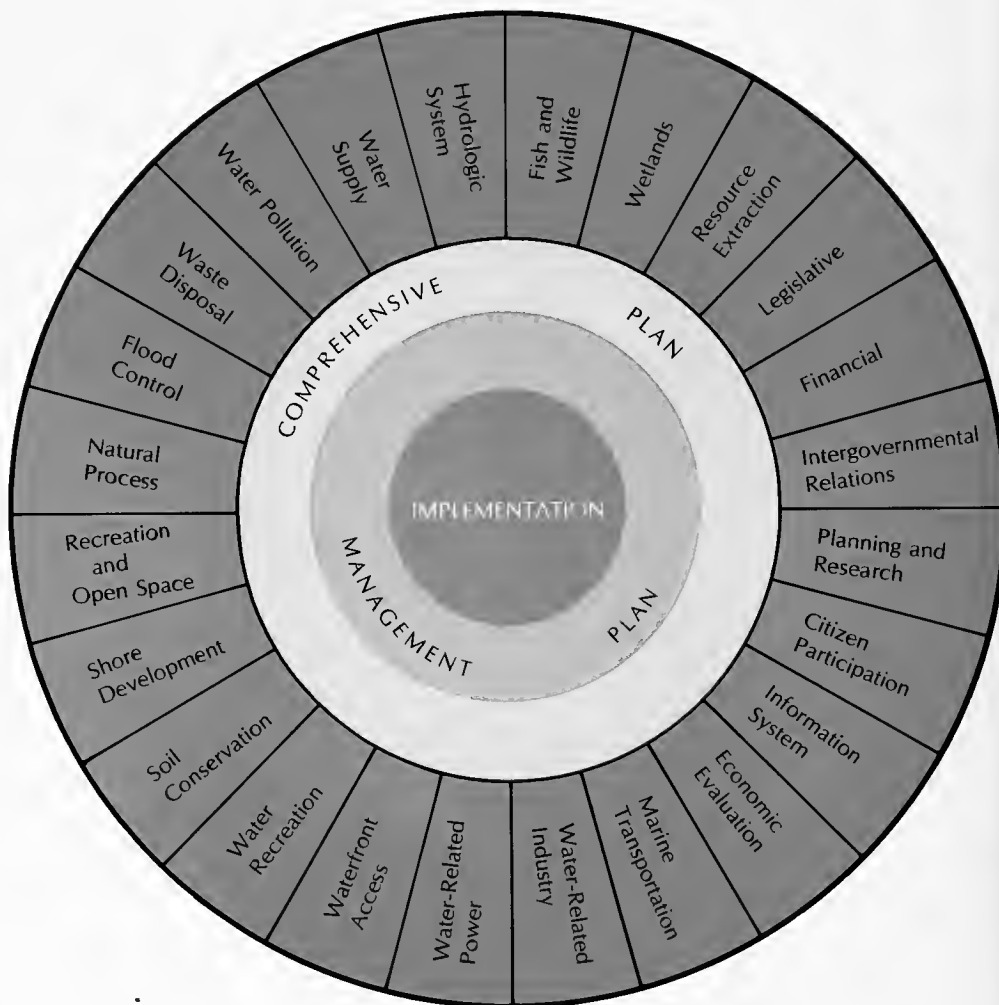 Hydrologic
System
Fish and
Wildlife
Wetlands
Resource
Extraction
Legislative
Financial
Intergovernmental
Relations
Planning and
Research
Citizen
Participation
Information
System
Economic
Evaluation
Marine
Transportation
Water-Related
Industry
Water-Related
Power
Waterfront
Access
Water
Recreation
Soil
Conservation
Shore
Development
Recreation
and
Open Space
Natural
Process
Flood
Control
Waste
Disposal
Water Pollution
Water
Supply
COMPREHENSIVE PLAN
MANAGEMENT PLAN
IMPLEMENTATION